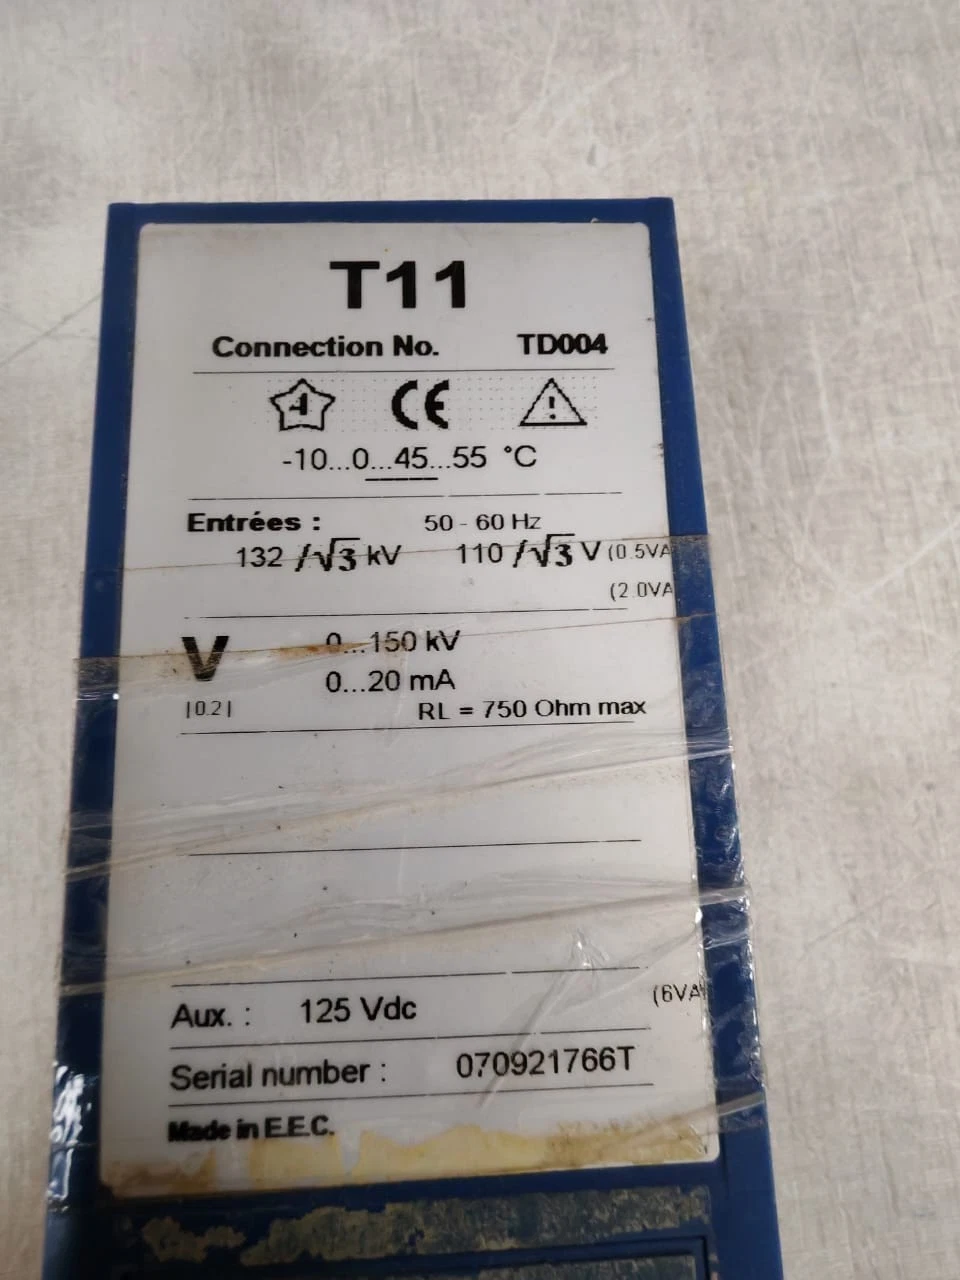 T11
Connection No. TD004
4 CE !
-10...0...45...55 °C
Entrées : 50 - 60 Hz
132 /√3 kV 110 /√3 V (0.5VA
(2.0VA
V 0...150 kV
0...20 mA
|0.2| RL = 750 Ohm max
(6VA)
Aux. : 125 Vdc
Serial number : 070921766T
Made in E.E.C.